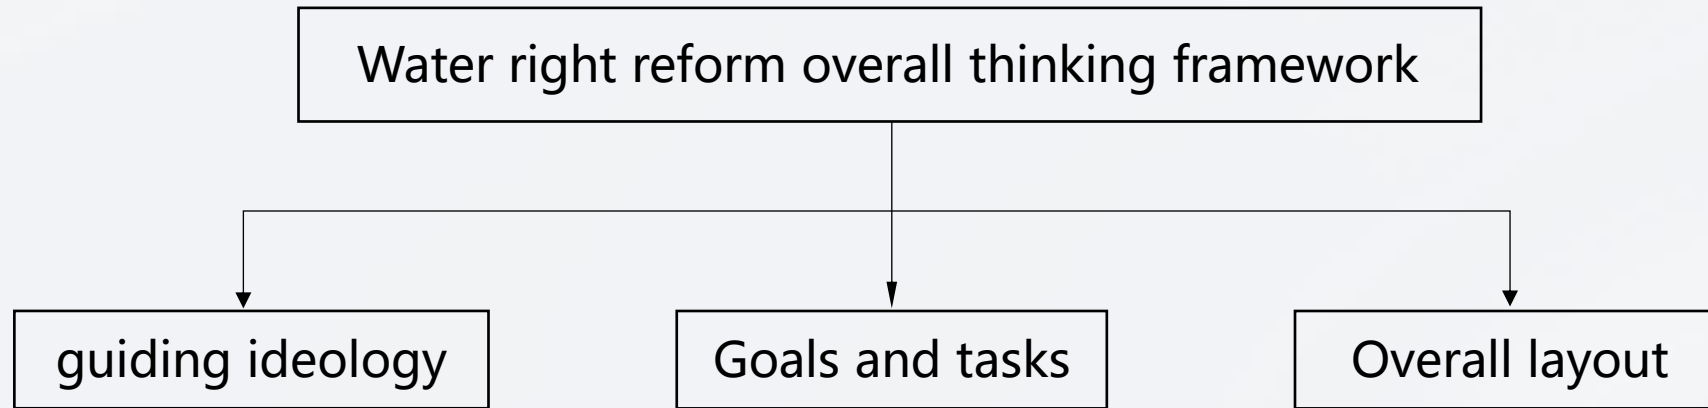 Water right reform overall thinking framework
guiding ideology
Goals and tasks
Overall layout